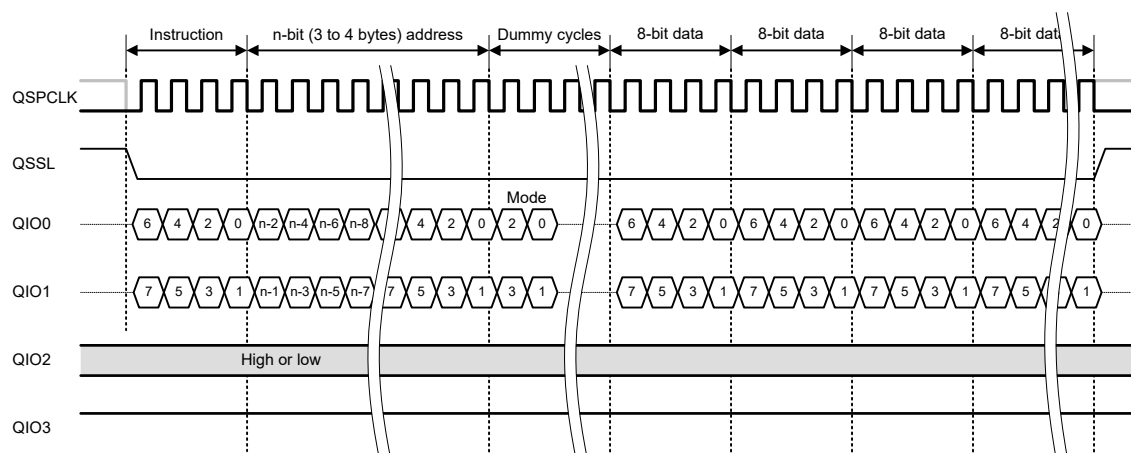 Instruction n-bit (3 to 4 bytes) address Dummy cycles 8-bit data 8-bit data 8-bit data 8-bit data
QSPCLK
QSSL
Mode
QIO0 6 4 2 0 n-2 n-4 n-6 n-8 4 2 0 2 0 6 4 2 0 6 4 2 0 6 4 2 0 6 4 2 0
QIO1 7 5 3 1 n-1 n-3 n-5 n-7 7 5 3 1 3 1 7 5 3 1 7 5 3 1 7 5 3 1 7 5 1
QIO2 High or low
QIO3